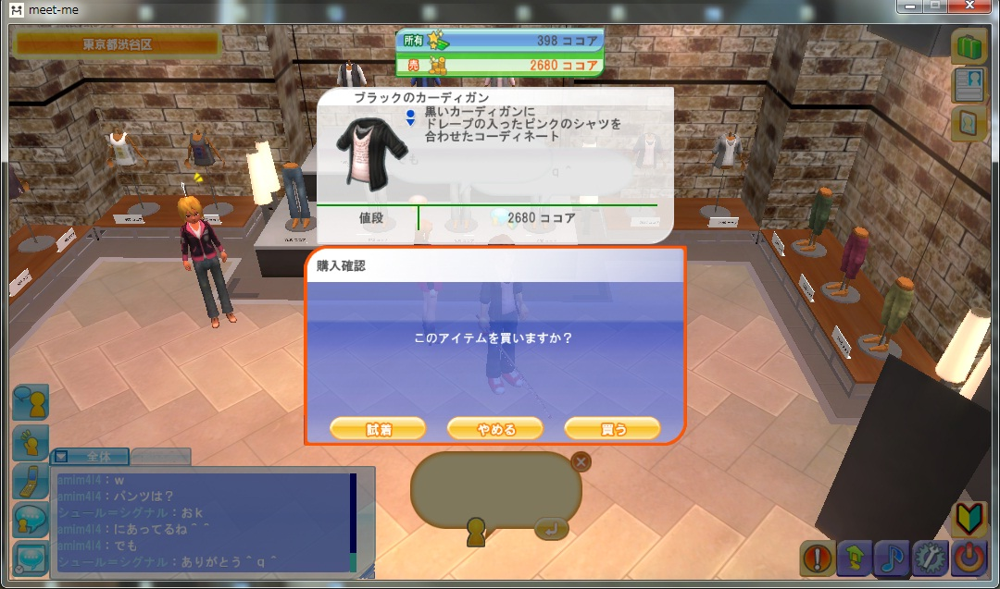 meet-me
東京都渋谷区
所有 398 ココア
売 2680 ココア
ブラックのカーディガン
黒いカーディガンに
ドレープの入ったピンクのシャツを
合わせたコーディネート
値段 2680 ココア
購入確認
このアイテムを買いますか？
試着 やめる 買う
全体
amim4l4：w
amim4l4：パンツは？
シュール＝シグナル：おｋ
amim4l4：にあってるね＾＾
amim4l4：でも
シュール＝シグナル：ありがとう＾ｑ＾